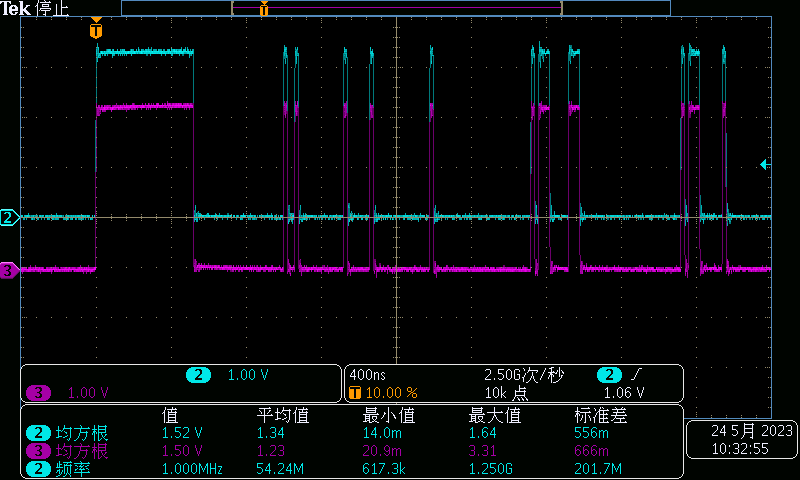 Tek 停止
T
T
2
3
2 1.00 V
3 1.00 V
400ns 2.50G次/秒 2
T 10.00 % 10k 点 1.06 V
值 平均值 最小值 最大值 标准差
2 均方根 1.52 V 1.34 14.0m 1.64 556m
3 均方根 1.50 V 1.23 20.9m 3.31 666m
2 频率 1.000MHz 54.24M 617.3k 1.250G 201.7M
24 5月 2023
10:32:55